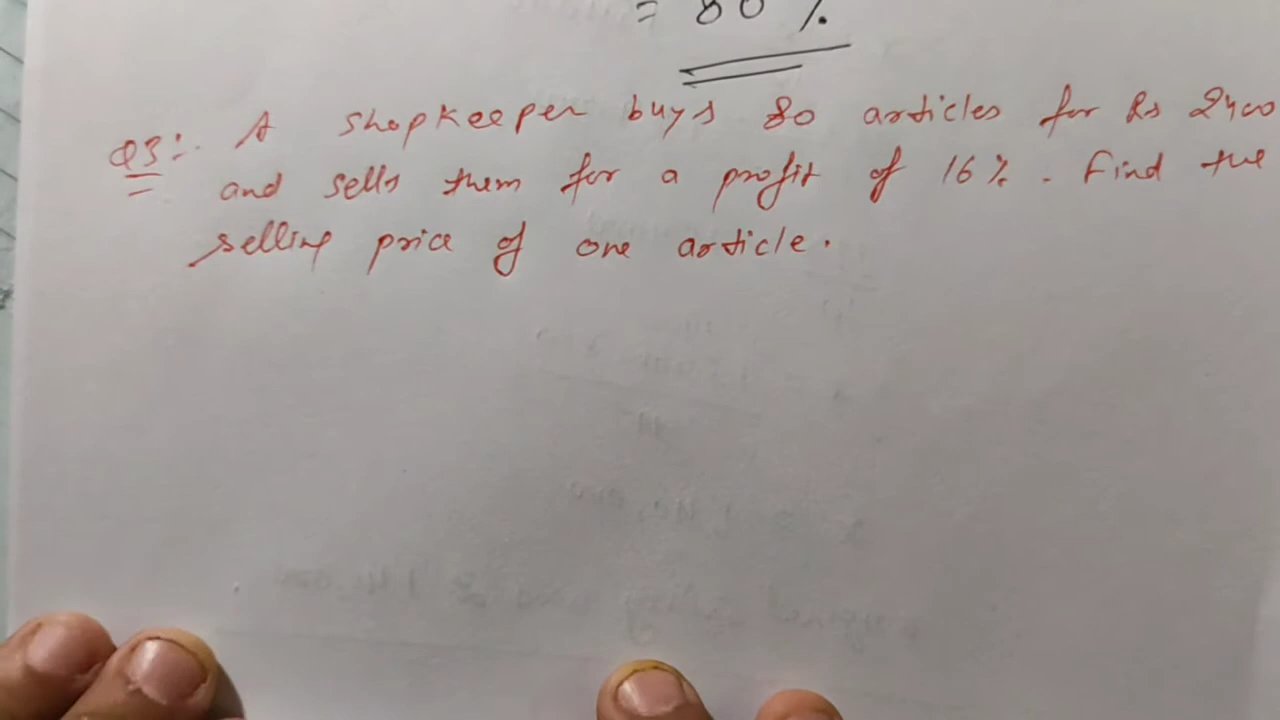 = 80 %
Q3:- A shopkeeper buys 80 articles for Rs 2400
and sells them for a profit of 16%. Find the
selling price of one article.